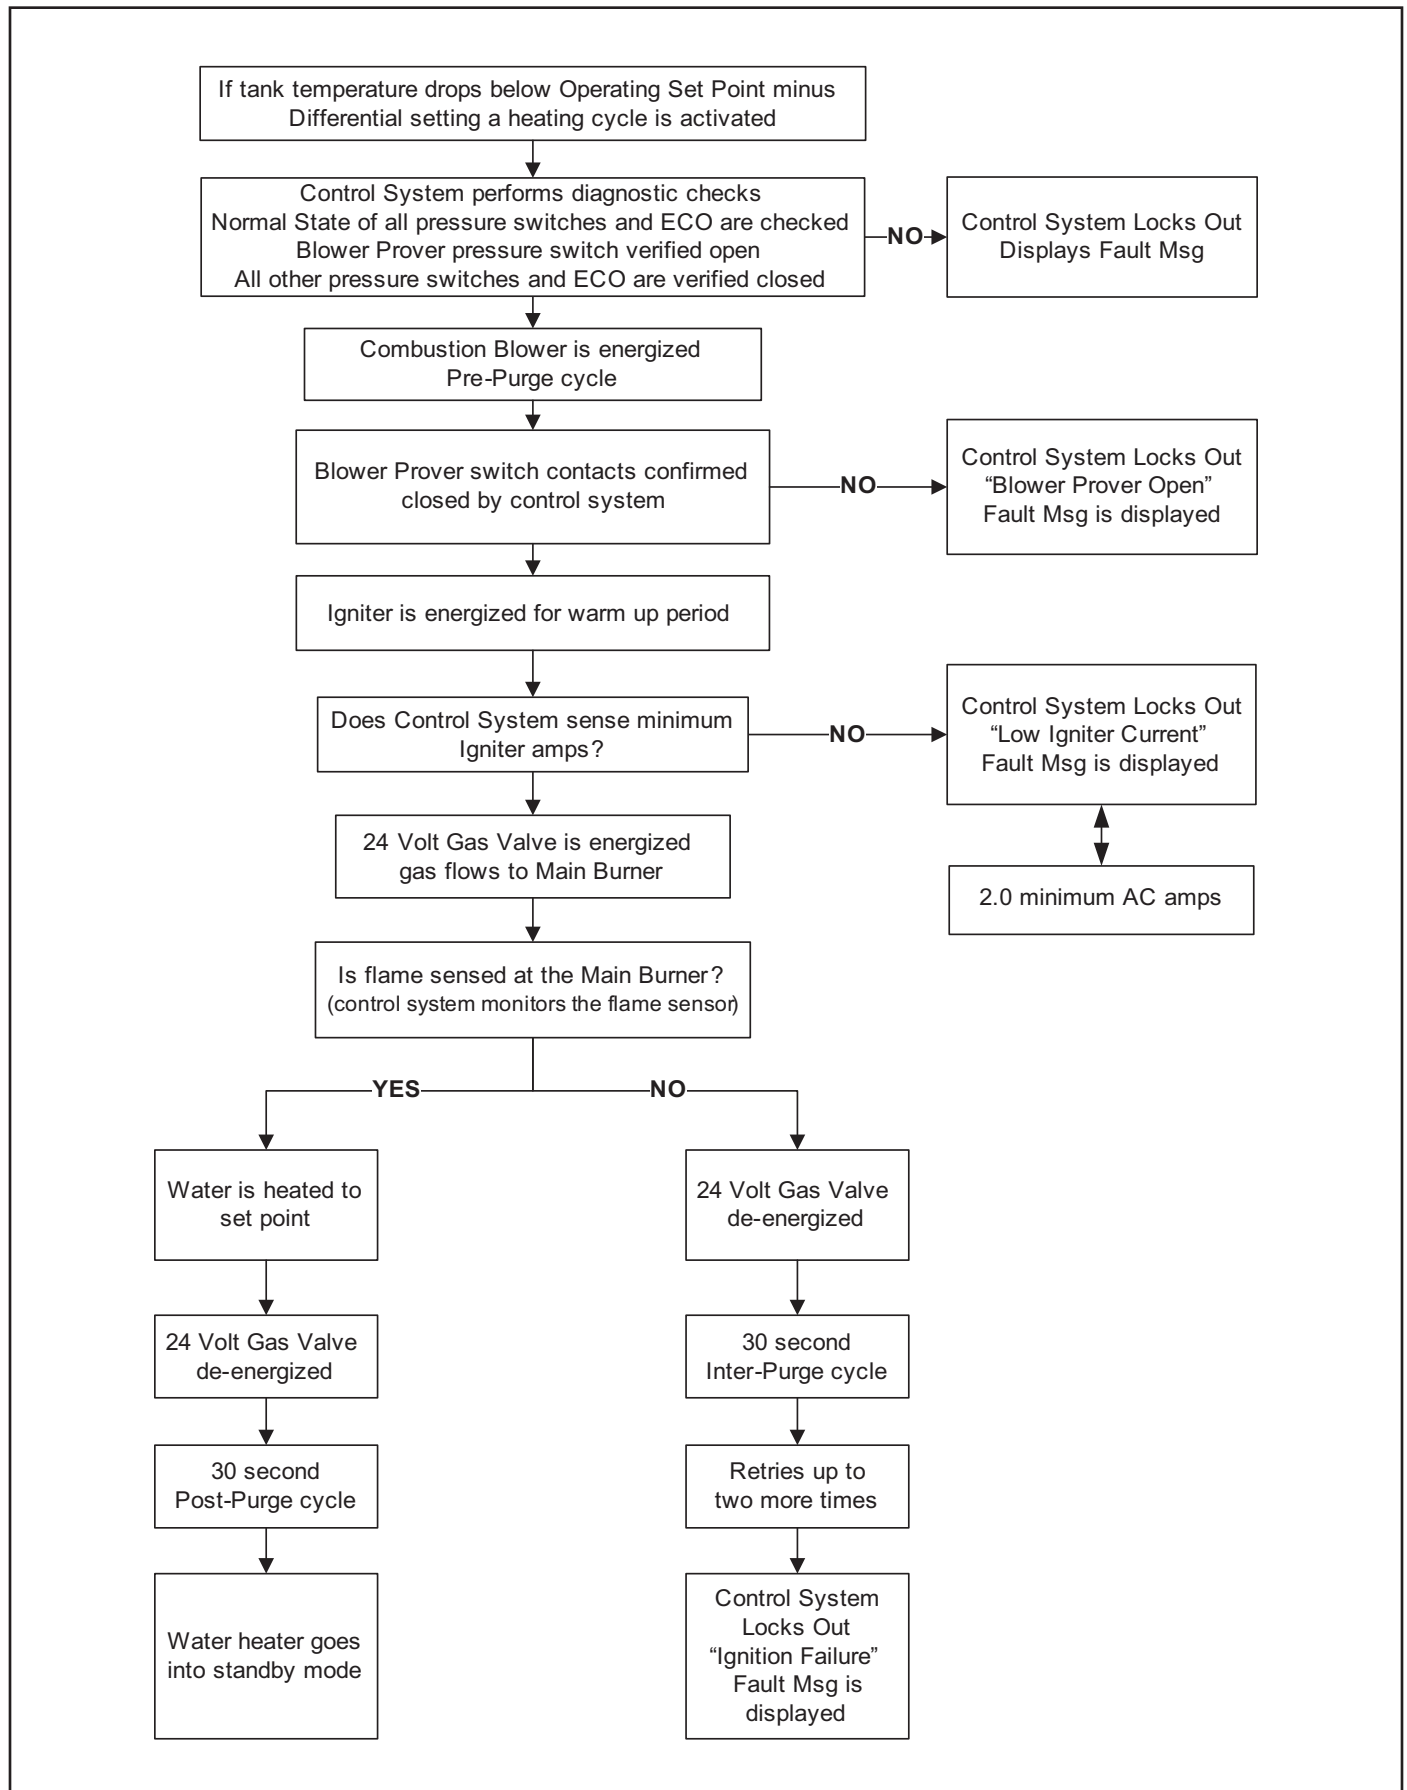 If tank temperature drops below Operating Set Point minus
Differential setting a heating cycle is activated
Control System performs diagnostic checks
Normal State of all pressure switches and ECO are checked
Blower Prover pressure switch verified open
All other pressure switches and ECO are verified closed
NO
Control System Locks Out
Displays Fault Msg
Combustion Blower is energized
Pre-Purge cycle
Blower Prover switch contacts confirmed
closed by control system
NO
Control System Locks Out
“Blower Prover Open”
Fault Msg is displayed
Igniter is energized for warm up period
Does Control System sense minimum
Igniter amps?
NO
Control System Locks Out
“Low Igniter Current”
Fault Msg is displayed
2.0 minimum AC amps
24 Volt Gas Valve is energized
gas flows to Main Burner
Is flame sensed at the Main Burner?
(control system monitors the flame sensor)
YES
NO
Water is heated to
set point
24 Volt Gas Valve
de-energized
30 second
Post-Purge cycle
Water heater goes
into standby mode
24 Volt Gas Valve
de-energized
30 second
Inter-Purge cycle
Retries up to
two more times
Control System
Locks Out
“Ignition Failure”
Fault Msg is
displayed